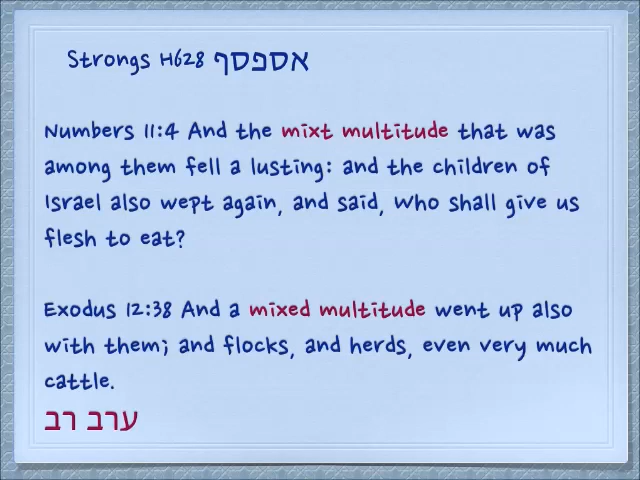 Strongs H628 אספסף
Numbers 11:4 And the mixt multitude that was
among them fell a lusting: and the children of
Israel also wept again, and said, Who shall give us
flesh to eat?
Exodus 12:38 And a mixed multitude went up also
with them; and flocks, and herds, even very much
cattle.
ערב רב